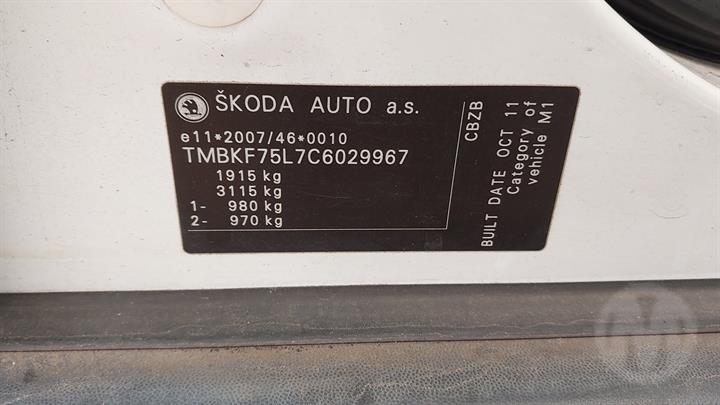 ŠKODA AUTO a.s.
e11*2007/46*0010
TMBKF75L7C6029967
1915 kg
3115 kg
1- 980 kg
2- 970 kg
CBZB
BUILT DATE OCT 11
Category of
vehicle M1